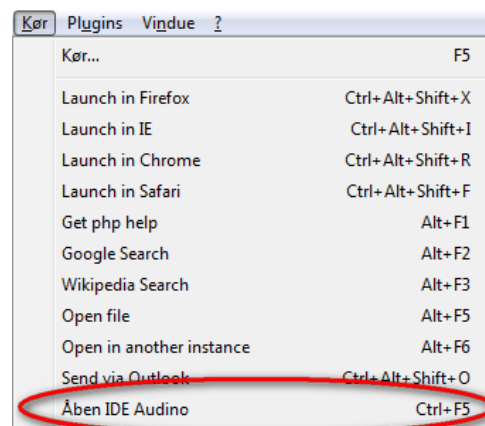 Kør Plugins Vindue ?
Kør... F5
Launch in Firefox Ctrl+Alt+Shift+X
Launch in IE Ctrl+Alt+Shift+I
Launch in Chrome Ctrl+Alt+Shift+R
Launch in Safari Ctrl+Alt+Shift+F
Get php help Alt+F1
Google Search Alt+F2
Wikipedia Search Alt+F3
Open file Alt+F5
Open in another instance Alt+F6
Send via Outlook Ctrl+Alt+Shift+O
Åben IDE Audino Ctrl+F5